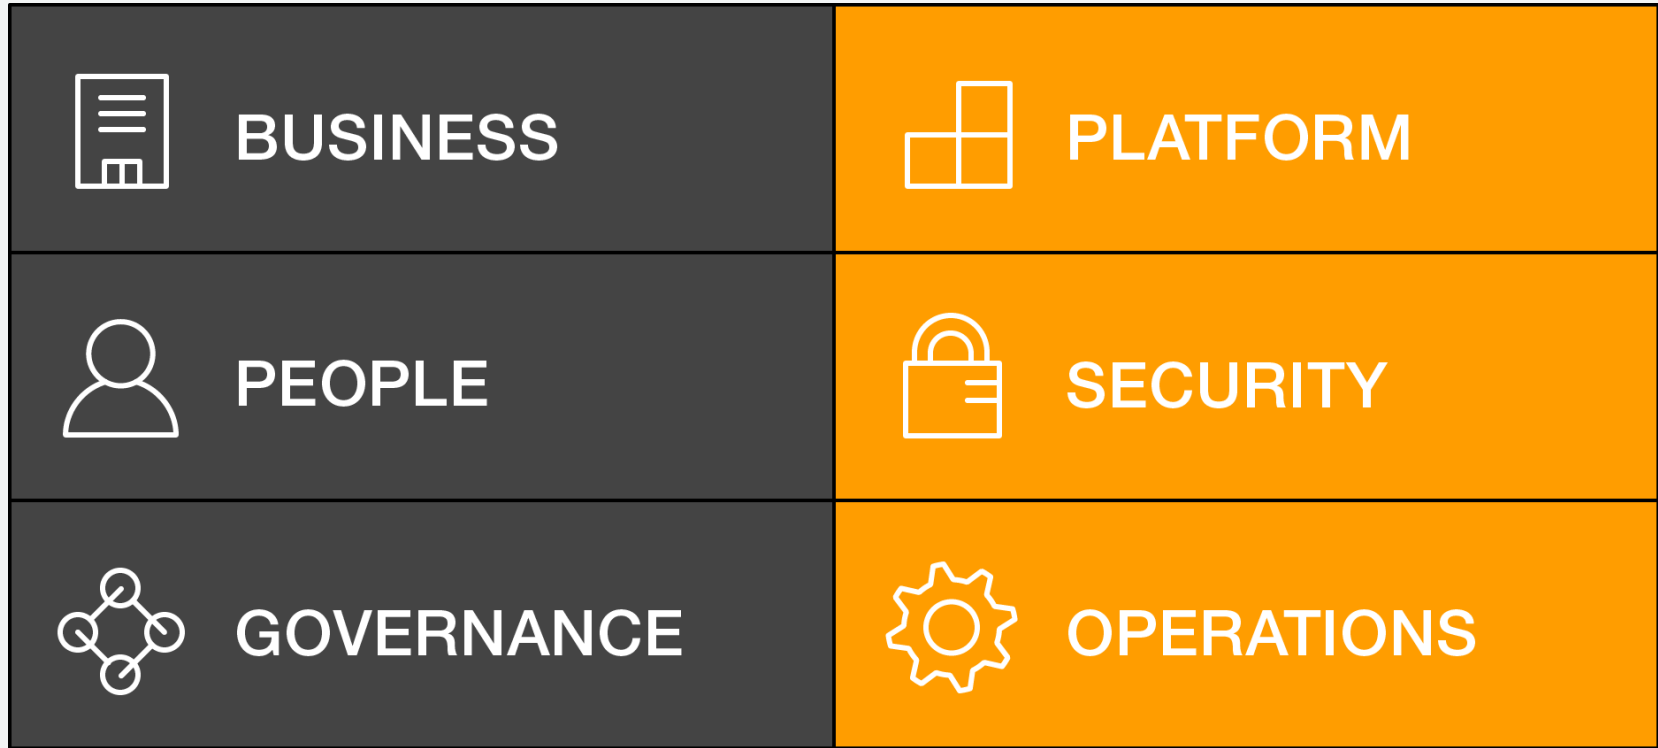 BUSINESS
PLATFORM
PEOPLE
SECURITY
GOVERNANCE
OPERATIONS